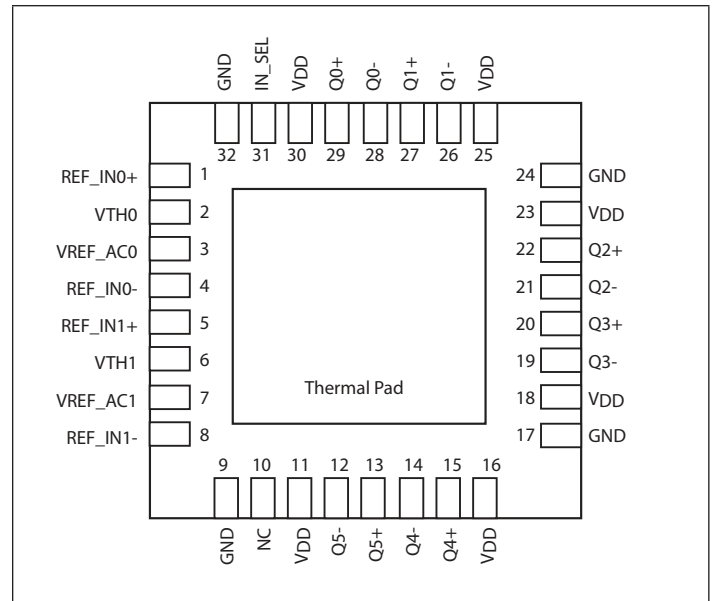 GND IN_SEL VDD Q0+ Q0- Q1+ Q1- VDD
32 31 30 29 28 27 26 25
REF_IN0+ 1
VTH0 2
VREF_AC0 3
REF_IN0- 4
REF_IN1+ 5
VTH1 6
VREF_AC1 7
REF_IN1- 8
24 GND
23 VDD
22 Q2+
21 Q2-
20 Q3+
19 Q3-
18 VDD
17 GND
Thermal Pad
9 10 11 12 13 14 15 16
GND NC VDD Q5- Q5+ Q4- Q4+ VDD